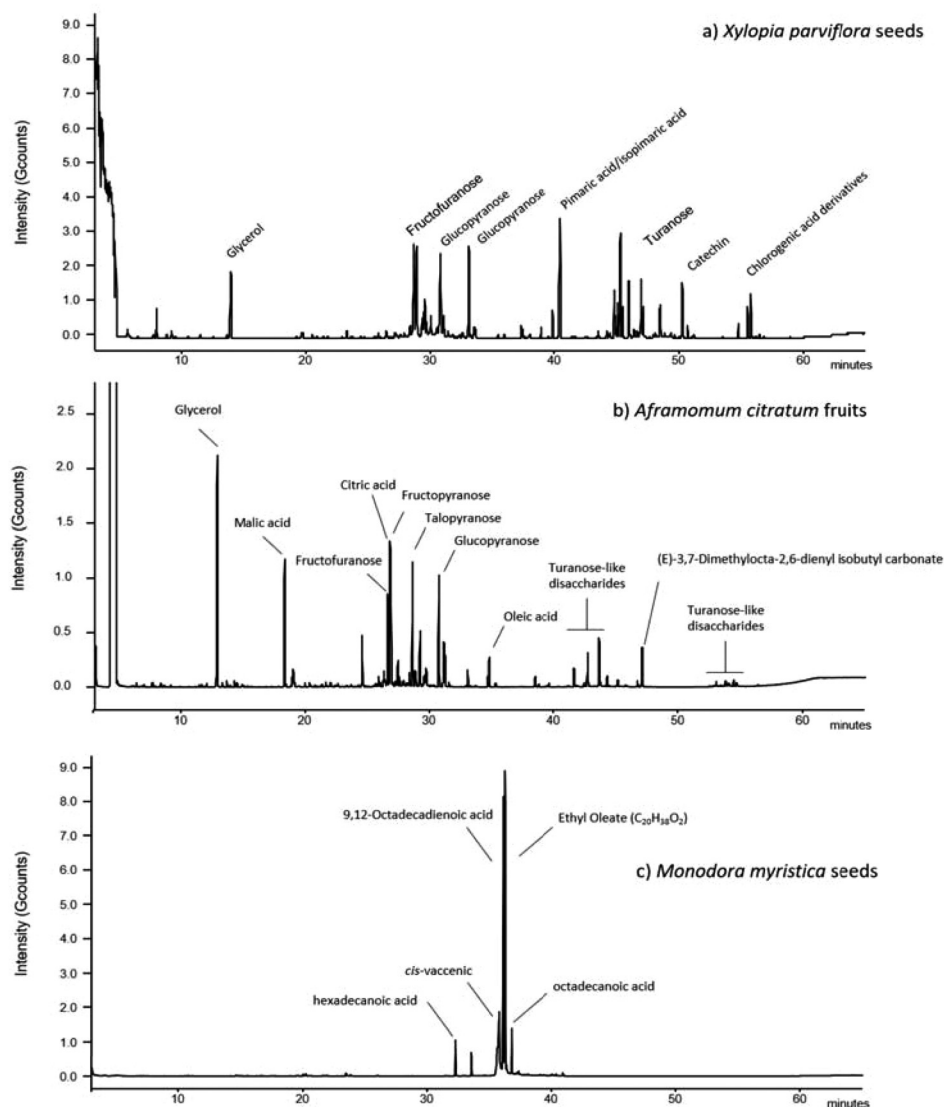 a) Xylopia parviflora seeds
Intensity (Gcounts)
9.0
8.0
7.0
6.0
5.0
4.0
3.0
2.0
1.0
0.0
Glycerol
Fructofuranose
Glucopyranose
Glucopyranose
Pimaric acid/isopimaric acid
Turanose
Catechin
Chlorogenic acid derivatives
10
20
30
40
50
60
minutes
b) Aframomum citratum fruits
Intensity (Gcounts)
2.5
2.0
1.5
1.0
0.5
0.0
Glycerol
Malic acid
Citric acid
Fructopyranose
Talopyranose
Fructofuranose
Glucopyranose
Oleic acid
Turanose-like
disaccharides
(E)-3,7-Dimethylocta-2,6-dienyl isobutyl carbonate
Turanose-like
disaccharides
10
20
30
40
50
60
minutes
c) Monodora myristica seeds
Intensity (Gcounts)
9.0
8.0
7.0
6.0
5.0
4.0
3.0
2.0
1.0
0.0
9,12-Octadecadienoic acid
Ethyl Oleate (C₂₀H₃₈O₂)
cis-vaccenic
hexadecanoic acid
octadecanoic acid
10
20
30
40
50
60
minutes